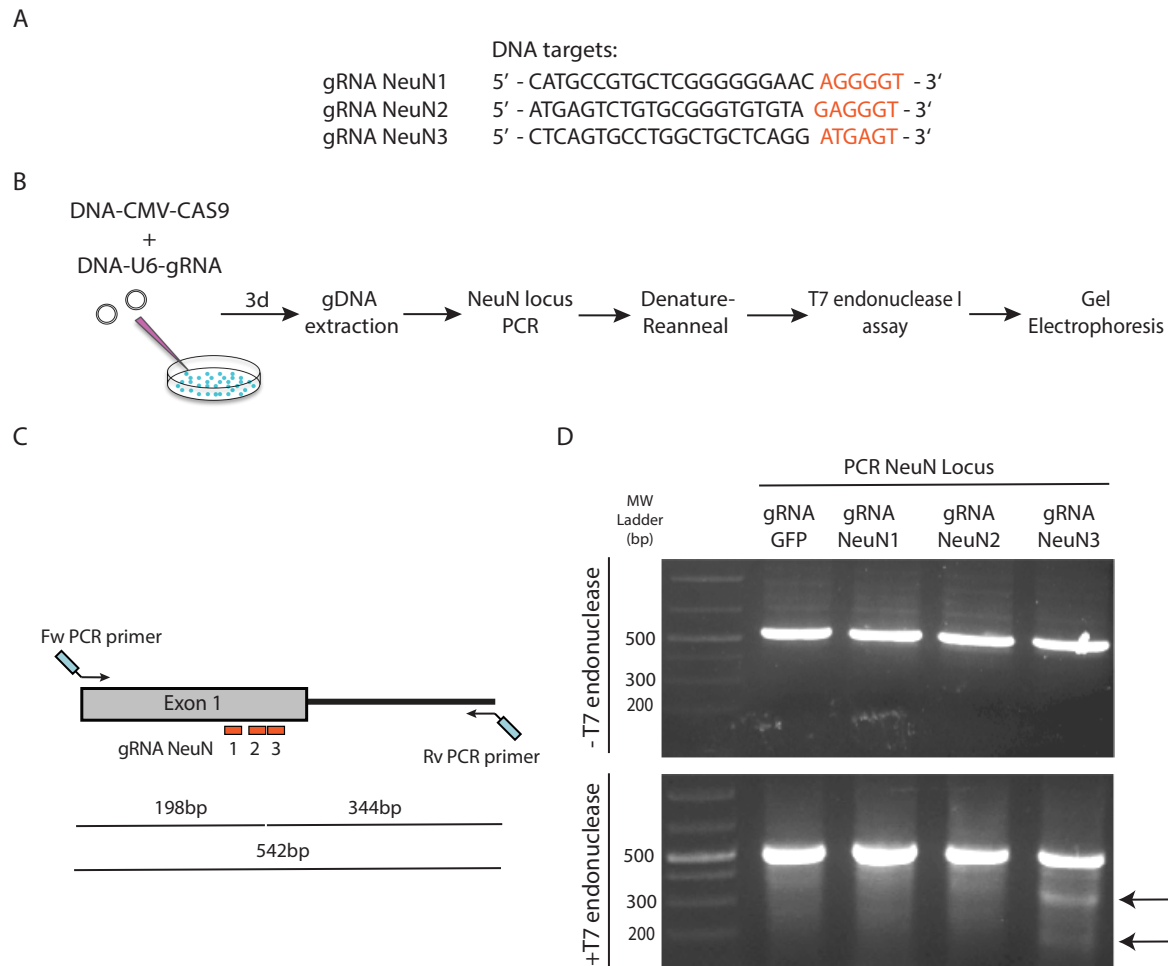 A
DNA targets:
gRNA NeuN1 5' - CATGCCGTGCTCGGGGGGAAC AGGGGT - 3'
gRNA NeuN2 5' - ATGAGTCTGTGCGGGTGTGTA GAGGGT - 3'
gRNA NeuN3 5' - CTCAGTGCCTGGCTGCTCAGG ATGAGT - 3'
B
DNA-CMV-CAS9
+
DNA-U6-gRNA
3d
gDNA
extraction
NeuN locus
PCR
Denature-
Reanneal
T7 endonuclease I
assay
Gel
Electrophoresis
C
Fw PCR primer
Exon 1
gRNA NeuN 1 2 3
Rv PCR primer
198bp 344bp
542bp
D
PCR NeuN Locus
MW
Ladder
(bp)
gRNA
GFP
gRNA
NeuN1
gRNA
NeuN2
gRNA
NeuN3
- T7 endonuclease
500
300
200
+T7 endonuclease
500
300
200